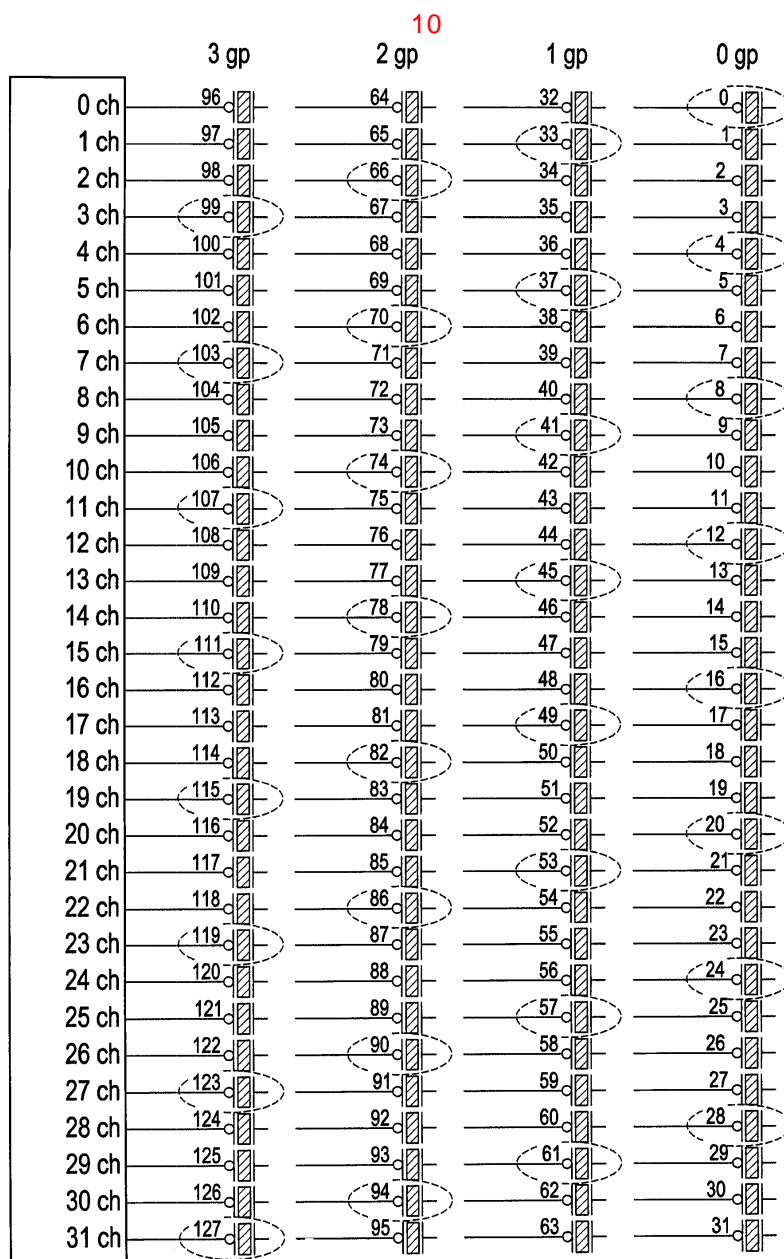 10
3 gp 2 gp 1 gp 0 gp
0 ch 96 64 32 0
1 ch 97 65 33 1
2 ch 98 66 34 2
3 ch 99 67 35 3
4 ch 100 68 36 4
5 ch 101 69 37 5
6 ch 102 70 38 6
7 ch 103 71 39 7
8 ch 104 72 40 8
9 ch 105 73 41 9
10 ch 106 74 42 10
11 ch 107 75 43 11
12 ch 108 76 44 12
13 ch 109 77 45 13
14 ch 110 78 46 14
15 ch 111 79 47 15
16 ch 112 80 48 16
17 ch 113 81 49 17
18 ch 114 82 50 18
19 ch 115 83 51 19
20 ch 116 84 52 20
21 ch 117 85 53 21
22 ch 118 86 54 22
23 ch 119 87 55 23
24 ch 120 88 56 24
25 ch 121 89 57 25
26 ch 122 90 58 26
27 ch 123 91 59 27
28 ch 124 92 60 28
29 ch 125 93 61 29
30 ch 126 94 62 30
31 ch 127 95 63 31